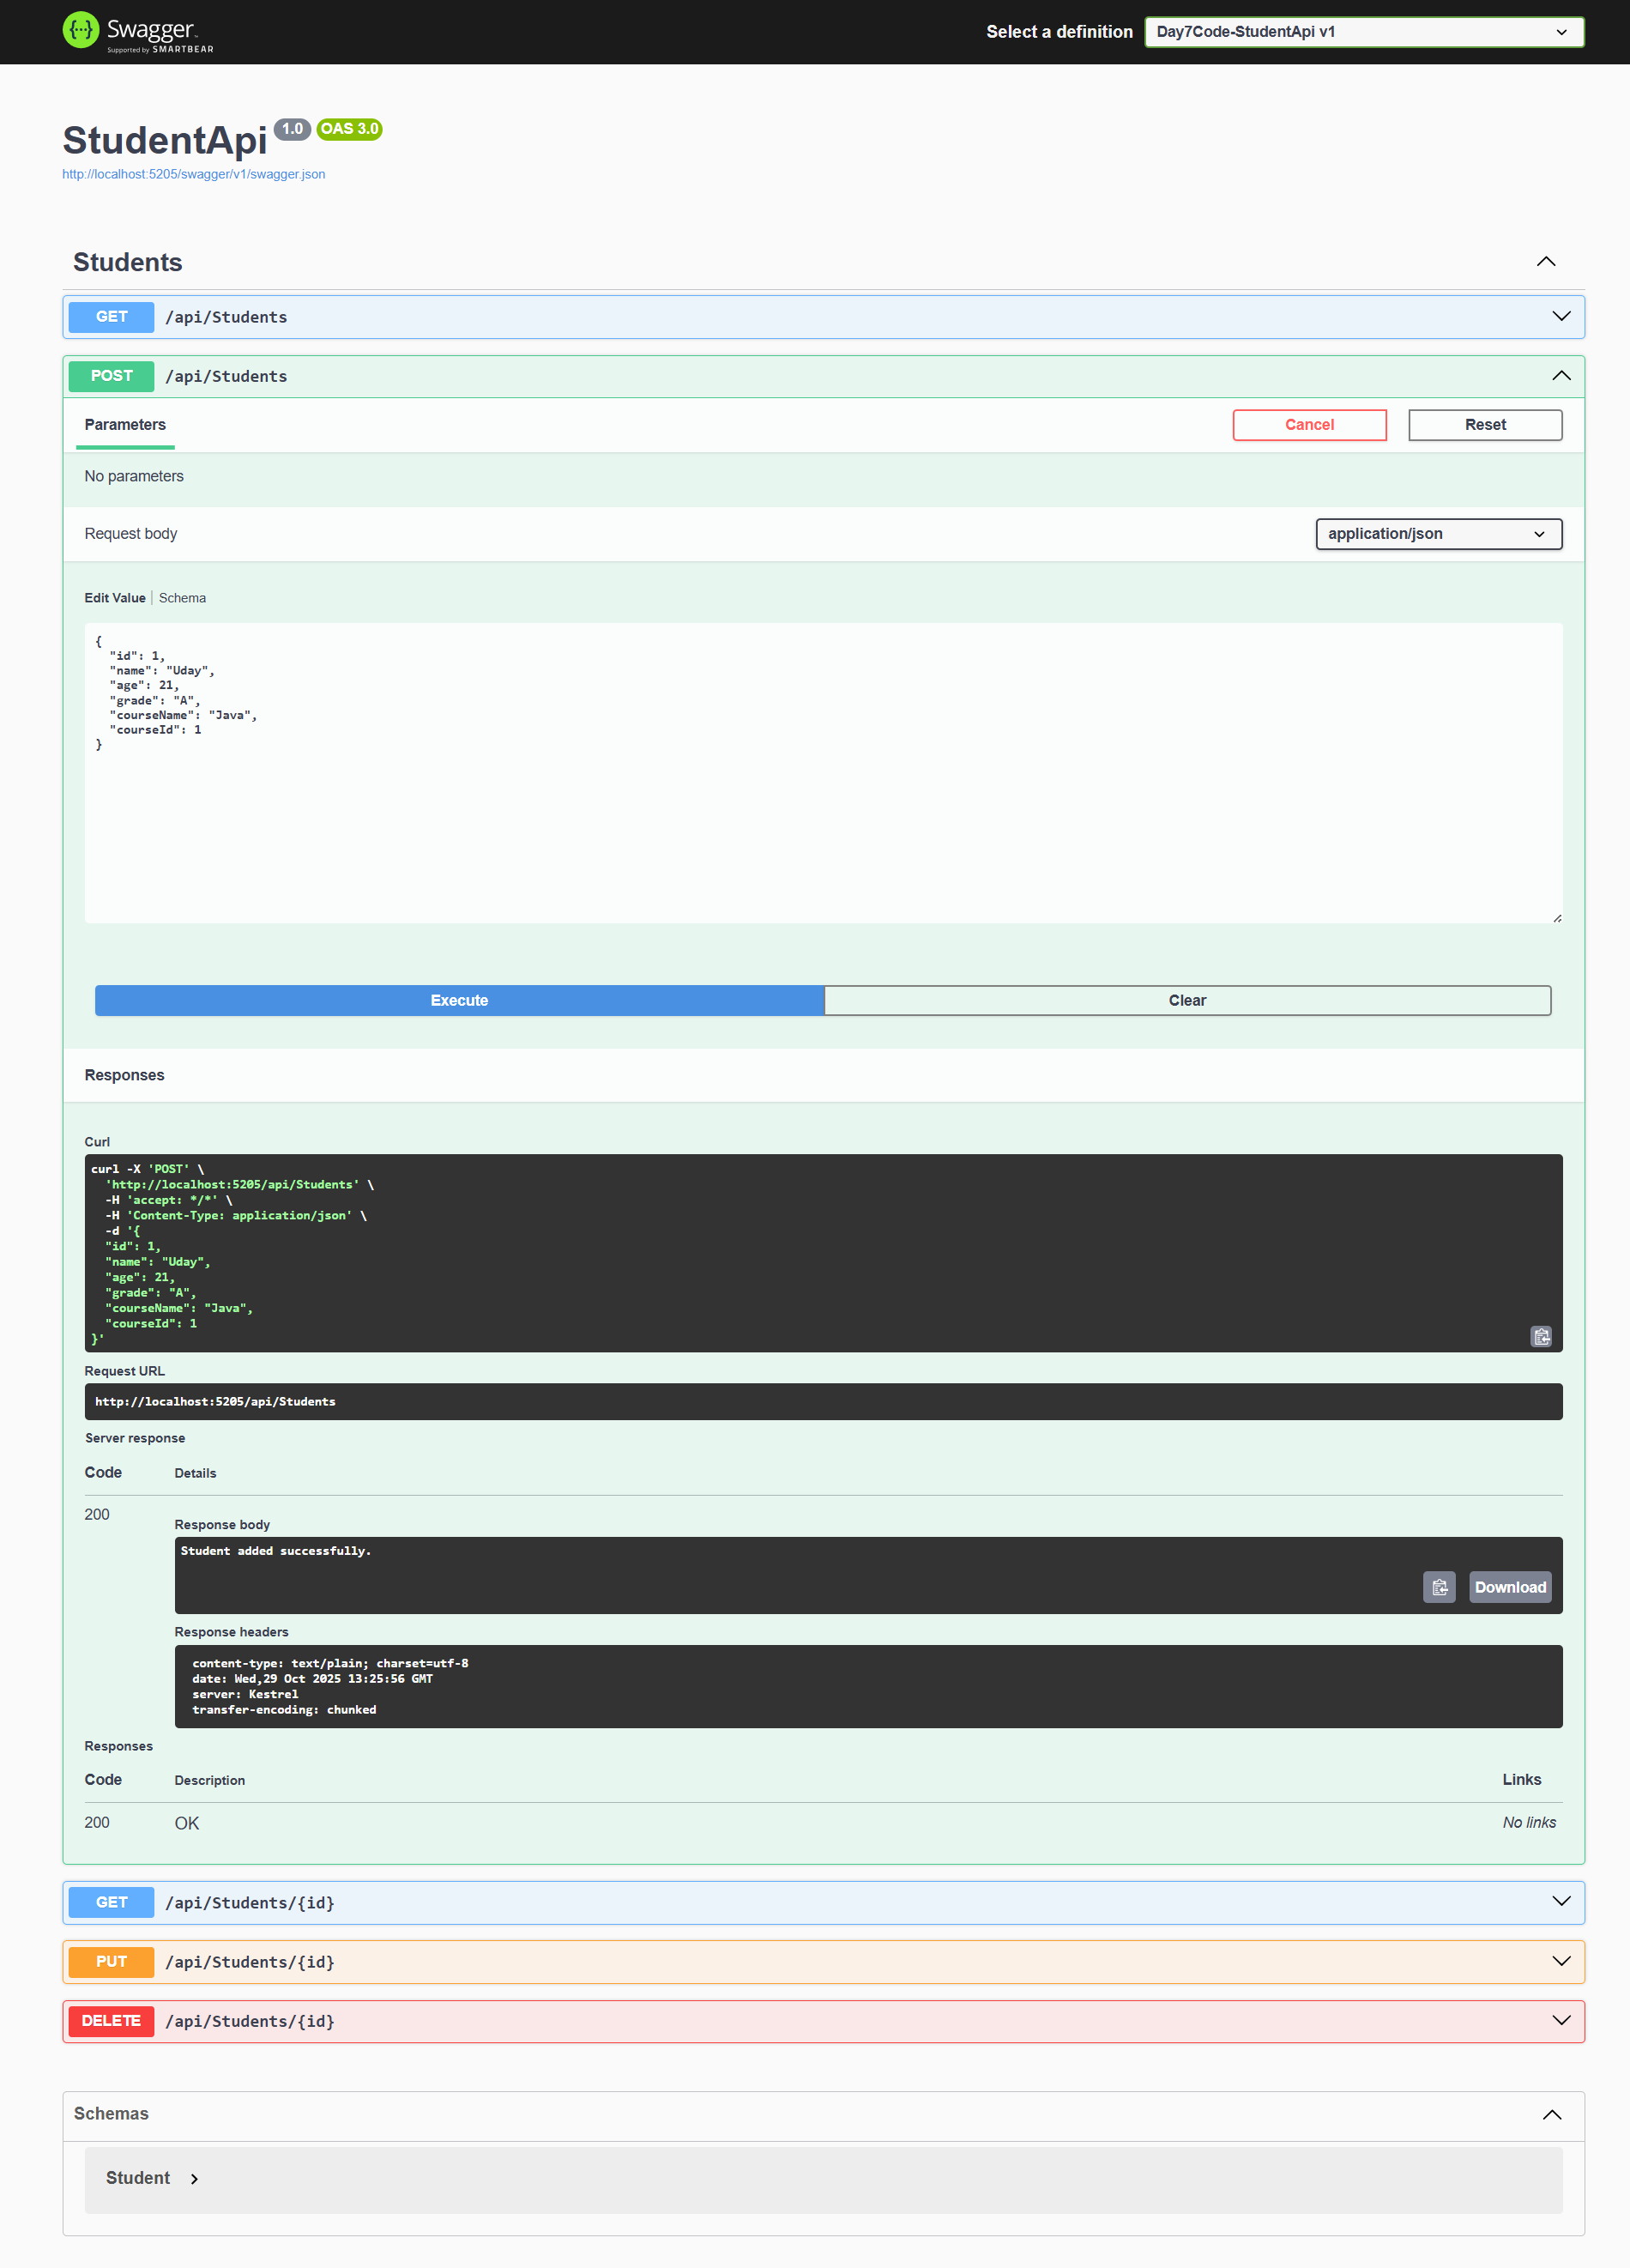 Swagger
Supported by SMARTBEAR
Select a definition
Day7Code-StudentApi v1
StudentApi 1.0 OAS 3.0
http://localhost:5205/swagger/v1/swagger.json
Students
GET /api/Students
POST /api/Students
Parameters
Cancel
Reset
No parameters
Request body
application/json
Edit Value | Schema
{
  "id": 1,
  "name": "Uday",
  "age": 21,
  "grade": "A",
  "courseName": "Java",
  "courseId": 1
}
Execute
Clear
Responses
Curl
curl -X 'POST' \
  'http://localhost:5205/api/Students' \
  -H 'accept: */*' \
  -H 'Content-Type: application/json' \
  -d '{
  "id": 1,
  "name": "Uday",
  "age": 21,
  "grade": "A",
  "courseName": "Java",
  "courseId": 1
}'
Request URL
http://localhost:5205/api/Students
Server response
Code Details
200
Response body
Student added successfully.
Download
Response headers
content-type: text/plain; charset=utf-8
date: Wed,29 Oct 2025 13:25:56 GMT
server: Kestrel
transfer-encoding: chunked
Responses
Code Description Links
200 OK No links
GET /api/Students/{id}
PUT /api/Students/{id}
DELETE /api/Students/{id}
Schemas
Student